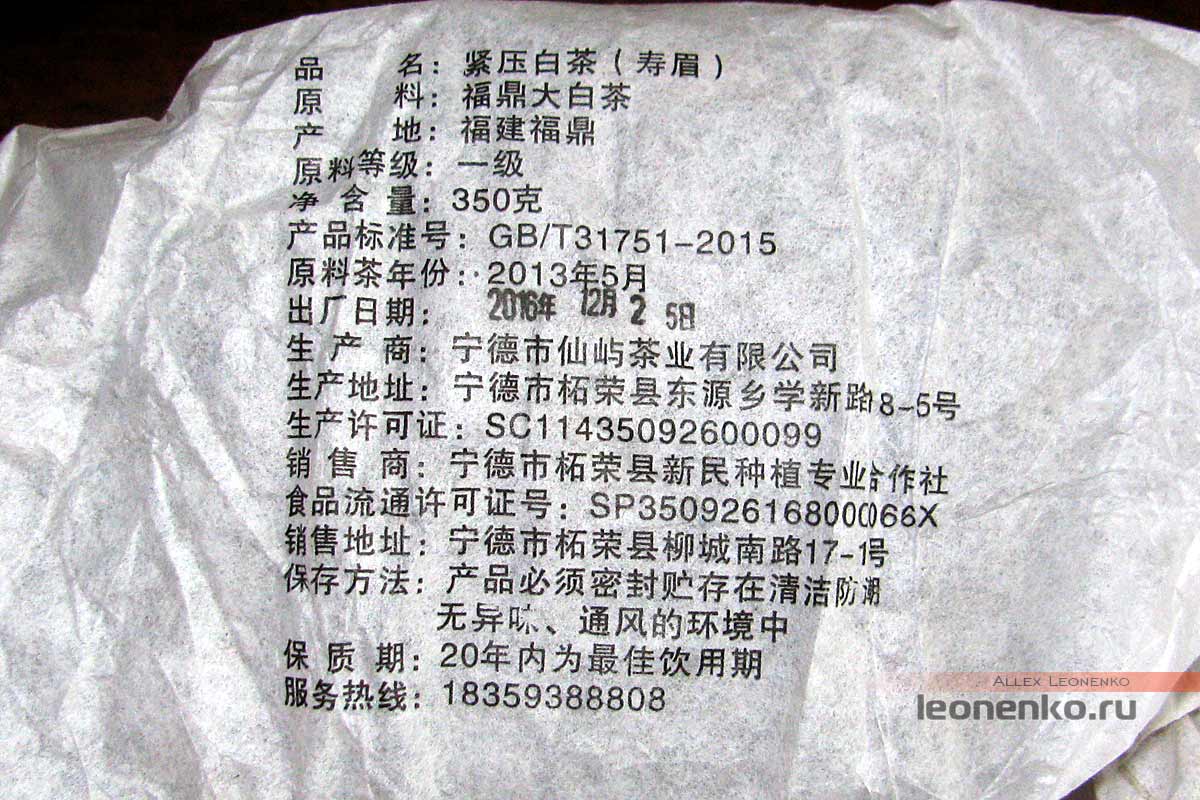 品名：紧压白茶（寿眉）
原料：福鼎大白茶
产地：福建福鼎
原料等级：一级
净含量：350克
产品标准号：GB/T31751-2015
原料茶年份：2013年5月
出厂日期：2016年 12月 2 5日
生产商：宁德市仙屿茶业有限公司
生产地址：宁德市柘荣县东源乡学新路8-5号
生产许可证：SC11435092600099
销售商：宁德市柘荣县新民种植专业合作社
食品流通许可证号：SP35092616800066X
销售地址：宁德市柘荣县柳城南路17-1号
保存方法：产品必须密封贮存在清洁防潮
无异味、通风的环境中
保质期：20年内为最佳饮用期
服务热线：18359388808
ALLEX LEONENKO
leonenko.ru